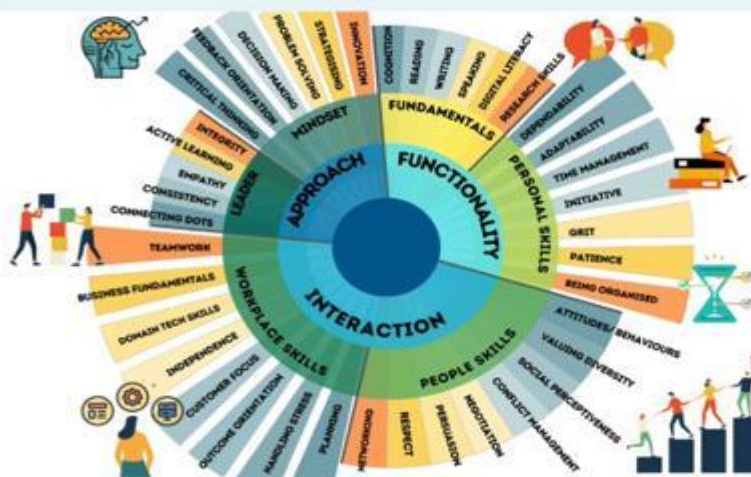 APPROACH
FUNCTIONALITY
INTERACTION
MINDSET
CRITICAL THINKING
FEEDBACK ORIENTATION
DECISION MAKING
PROBLEM SOLVING
STRATEGISING
INNOVATION
FUNDAMENTALS
COGNITION
READING
WRITING
SPEAKING
DIGITAL LITERACY
RESEARCH SKILLS
PERSONAL SKILLS
DEPENDABILITY
ADAPTABILITY
TIME MANAGEMENT
INITIATIVE
GRIT
PATIENCE
BEING ORGANISED
PEOPLE SKILLS
ATTITUDES/ BEHAVIOURS
VALUING DIVERSITY
SOCIAL PERCEPTIVENESS
CONFLICT MANAGEMENT
NEGOTIATION
PERSUASION
RESPECT
NETWORKING
WORKPLACE SKILLS
PLANNING
HANDLING STRESS
OUTCOME ORIENTATION
CUSTOMER FOCUS
INDEPENDENCE
DOMAIN TECH SKILLS
BUSINESS FUNDAMENTALS
TEAMWORK
LEADER
CONNECTING DOTS
CONSISTENCY
EMPATHY
ACTIVE LEARNING
INTEGRITY